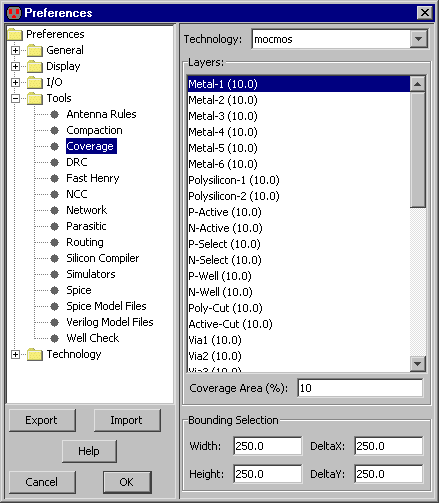 Preferences
Preferences
General
Display
I/O
Tools
Antenna Rules
Compaction
Coverage
DRC
Fast Henry
NCC
Network
Parasitic
Routing
Silicon Compiler
Simulators
Spice
Spice Model Files
Verilog Model Files
Well Check
Technology
Export Import
Help
Cancel OK
Technology: mocmos
Layers:
Metal-1 (10.0)
Metal-2 (10.0)
Metal-3 (10.0)
Metal-4 (10.0)
Metal-5 (10.0)
Metal-6 (10.0)
Polysilicon-1 (10.0)
Polysilicon-2 (10.0)
P-Active (10.0)
N-Active (10.0)
P-Select (10.0)
N-Select (10.0)
P-Well (10.0)
N-Well (10.0)
Poly-Cut (10.0)
Active-Cut (10.0)
Via1 (10.0)
Via2 (10.0)
Via3 (10.0)
Coverage Area (%): 10
Bounding Selection
Width: 250.0 DeltaX: 250.0
Height: 250.0 DeltaY: 250.0